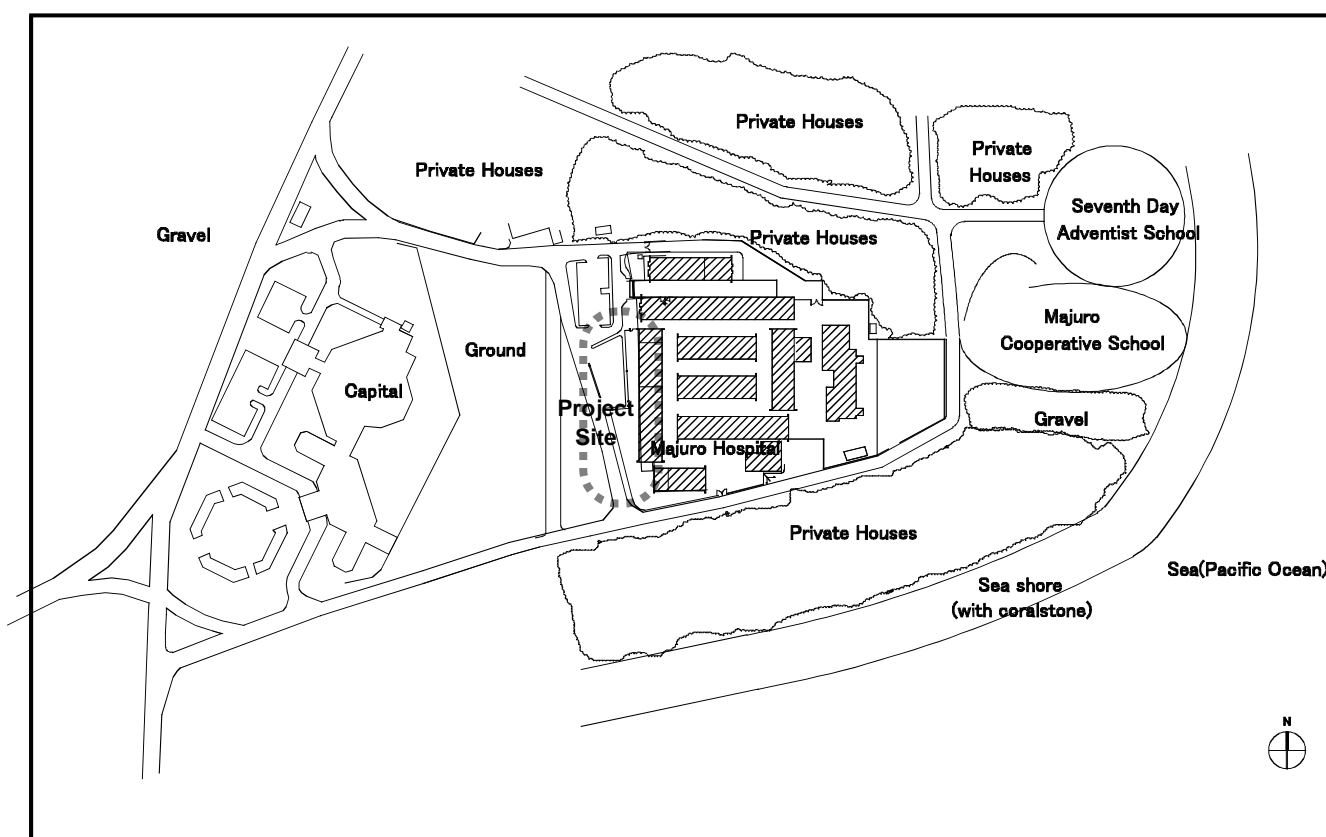 Private Houses
Private Houses
Private
Houses
Seventh Day
Adventist School
Gravel
Private Houses
Majuro
Cooperative School
Ground
Capital
Project
Site
Gravel
Majuro Hospital
Private Houses
Sea(Pacific Ocean)
Sea shore
(with coralstone)
N